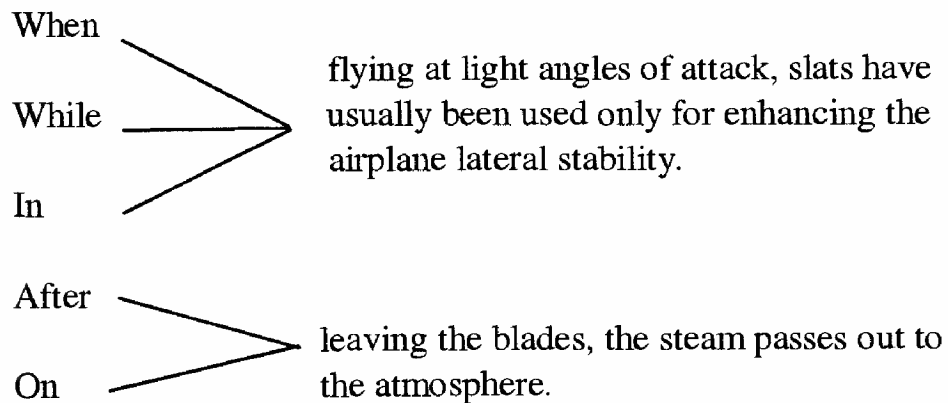 When
While
In
flying at light angles of attack, slats have
usually been used only for enhancing the
airplane lateral stability.
After
On
leaving the blades, the steam passes out to
the atmosphere.